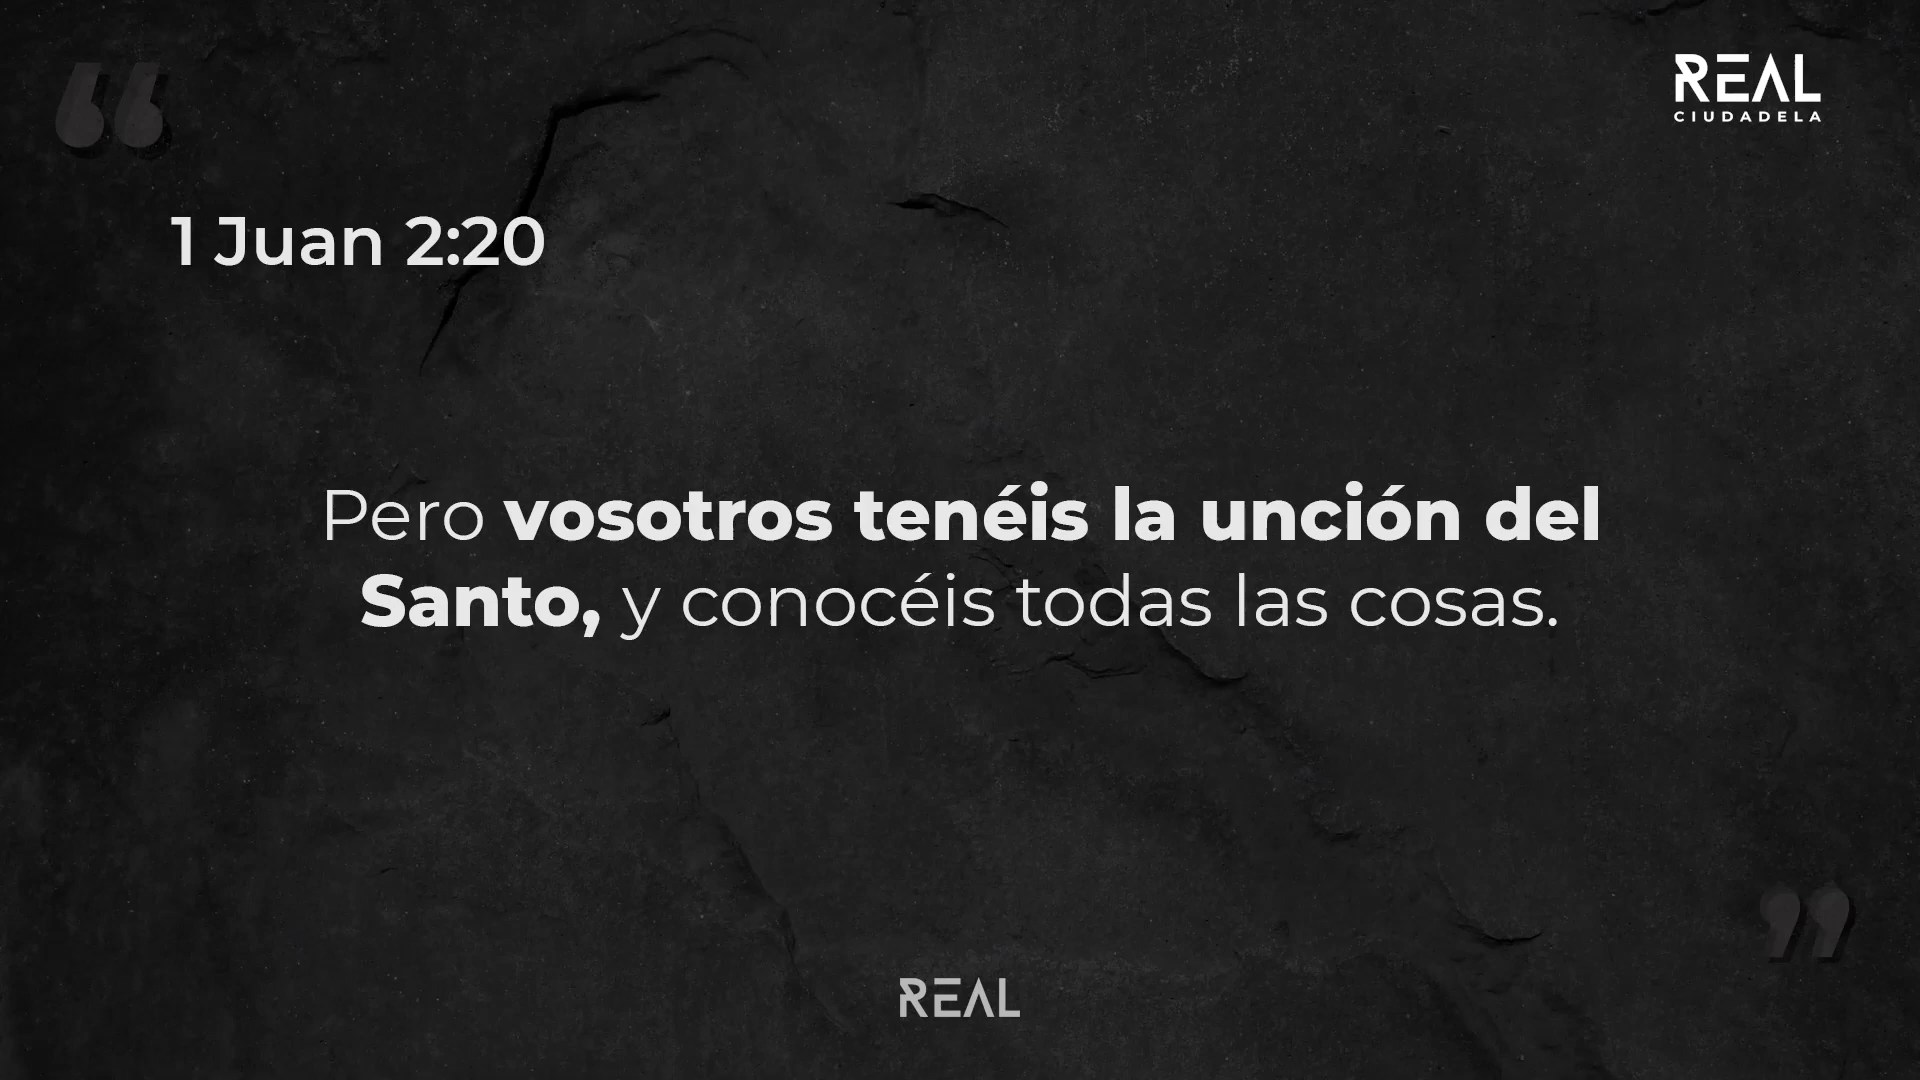 REAL
CIUDADELA
1 Juan 2:20
Pero vosotros tenéis la unción del
Santo, y conocéis todas las cosas.
REAL